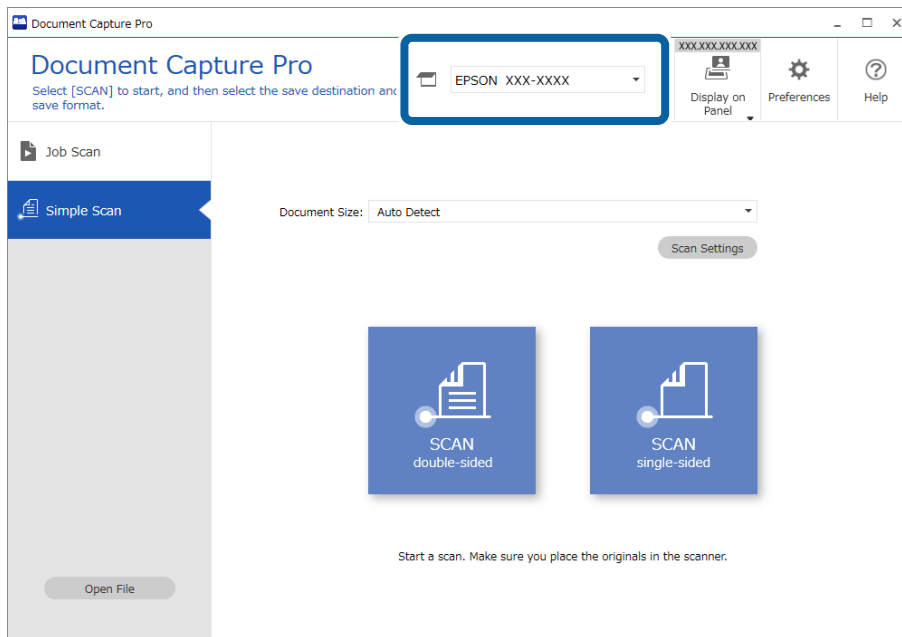 Document Capture Pro
Document Capture Pro
Select [SCAN] to start, and then select the save destination and
save format.
EPSON XXX-XXXX
XXX.XXX.XXX.XXX
Display on
Panel
Preferences
Help
Job Scan
Simple Scan
Document Size: Auto Detect
Scan Settings
SCAN
double-sided
SCAN
single-sided
Start a scan. Make sure you place the originals in the scanner.
Open File